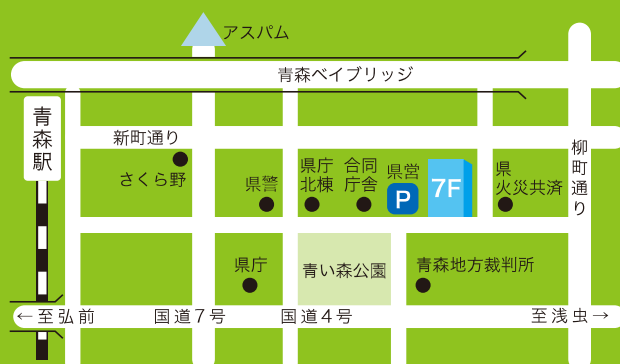 アスパム
青森ベイブリッジ
青森駅
新町通り
さくら野
県警
県庁
北棟
合同
庁舎
県営
P
7F
県
火災共済
柳町通り
県庁
青い森公園
青森地方裁判所
←至弘前
国道7号
国道4号
至浅虫→